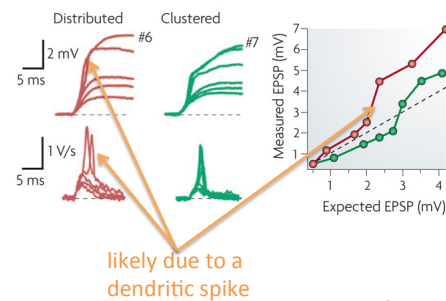 Distributed
Clustered
#6
#7
2 mV
5 ms
1 V/s
5 ms
Measured EPSP (mV)
7
6
5
4
3
2
1
1
2
3
4
Expected EPSP (mV)
likely due to a
dendritic spike